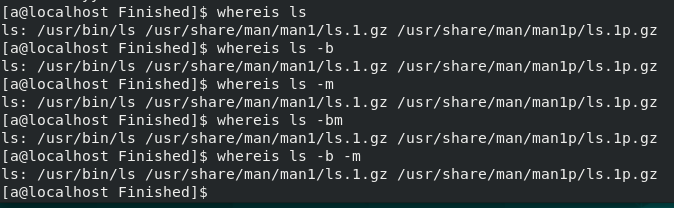 [a@localhost Finished]$ whereis ls
ls: /usr/bin/ls /usr/share/man/man1/ls.1.gz /usr/share/man/man1p/ls.1p.gz
[a@localhost Finished]$ whereis ls -b
ls: /usr/bin/ls /usr/share/man/man1/ls.1.gz /usr/share/man/man1p/ls.1p.gz
[a@localhost Finished]$ whereis ls -m
ls: /usr/bin/ls /usr/share/man/man1/ls.1.gz /usr/share/man/man1p/ls.1p.gz
[a@localhost Finished]$ whereis ls -bm
ls: /usr/bin/ls /usr/share/man/man1/ls.1.gz /usr/share/man/man1p/ls.1p.gz
[a@localhost Finished]$ whereis ls -b -m
ls: /usr/bin/ls /usr/share/man/man1/ls.1.gz /usr/share/man/man1p/ls.1p.gz
[a@localhost Finished]$